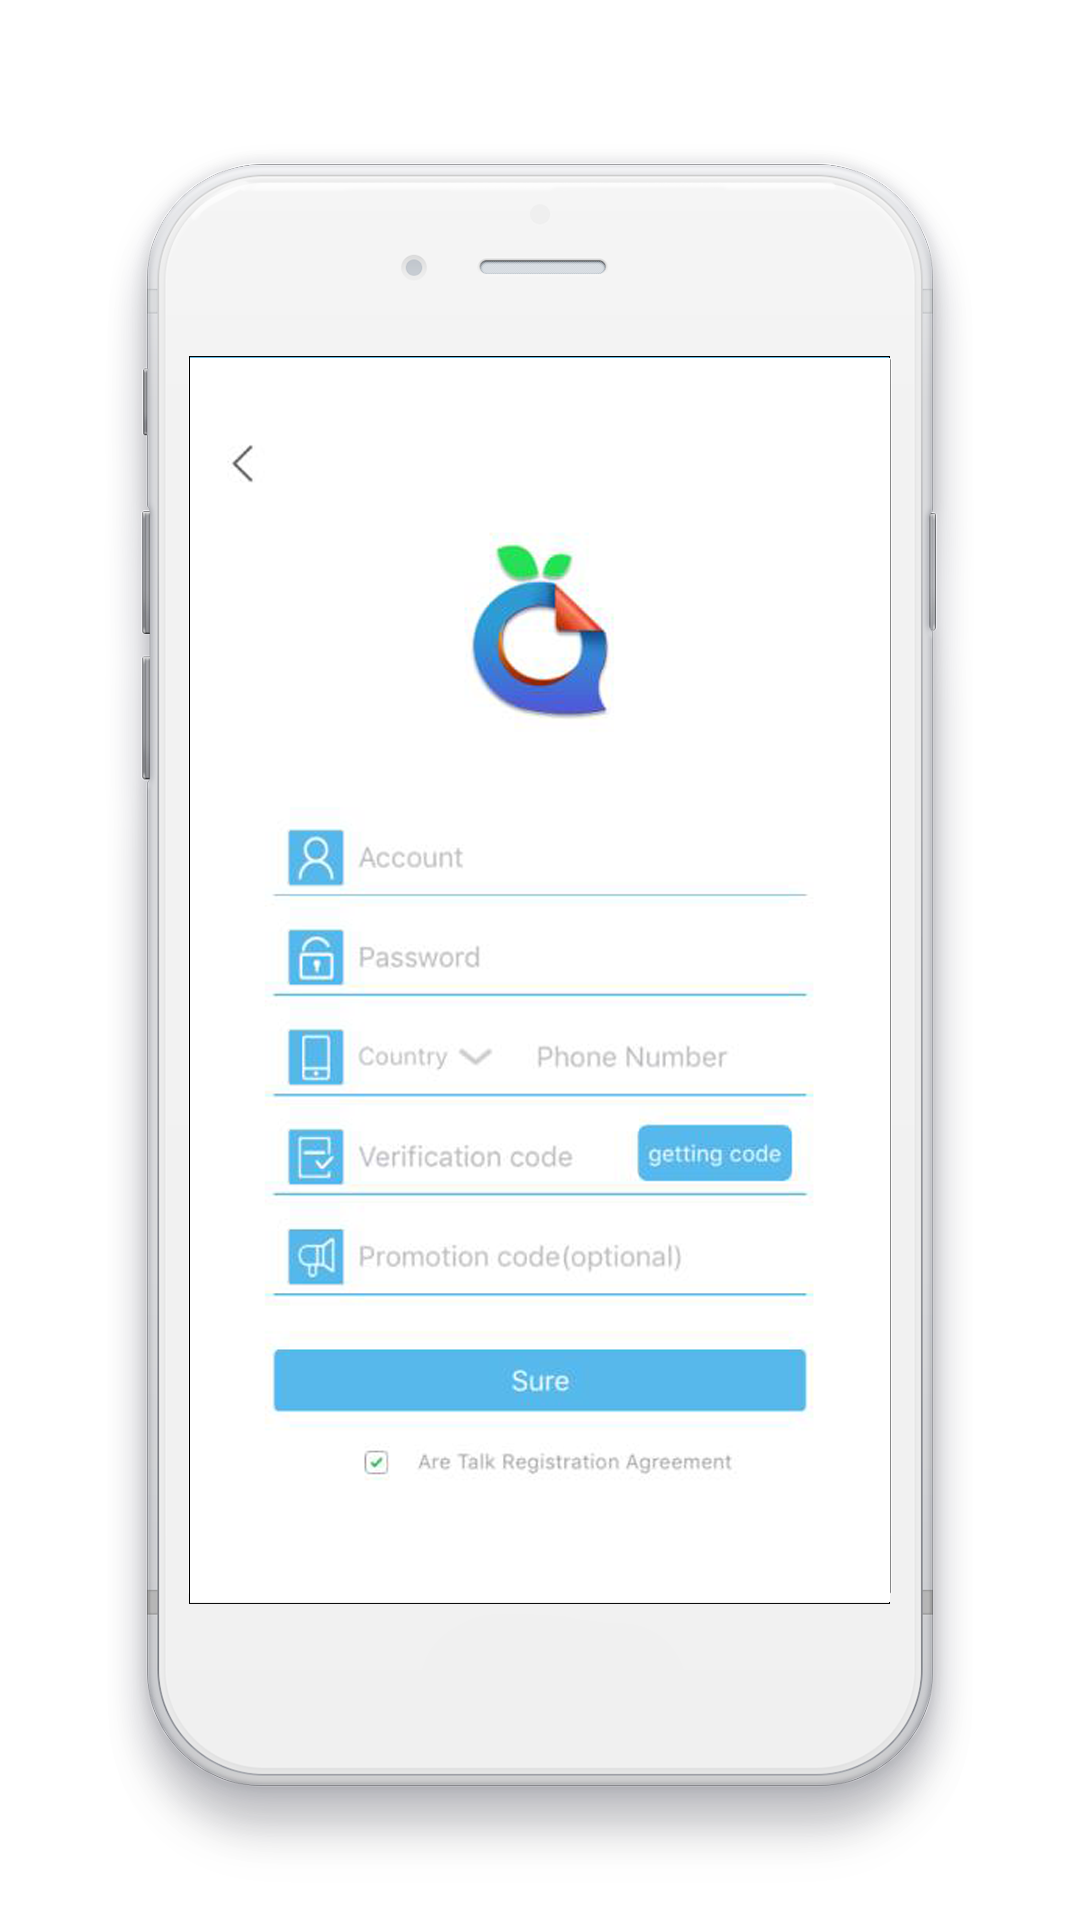 Account
Password
Country Phone Number
Verification code getting code
Promotion code(optional)
Sure
Are Talk Registration Agreement